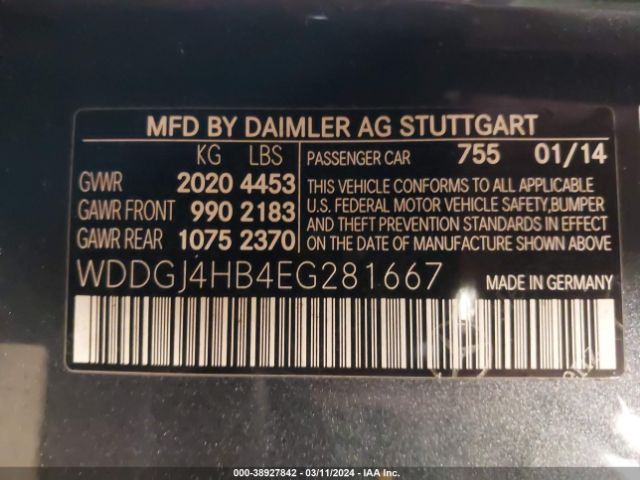 MFD BY DAIMLER AG STUTTGART
KG LBS
GVWR 2020 4453
GAWR FRONT 990 2183
GAWR REAR 1075 2370
PASSENGER CAR 755 01/14
THIS VEHICLE CONFORMS TO ALL APPLICABLE
U.S. FEDERAL MOTOR VEHICLE SAFETY,BUMPER
AND THEFT PREVENTION STANDARDS IN EFFECT
ON THE DATE OF MANUFACTURE SHOWN ABOVE
WDDGJ4HB4EG281667
MADE IN GERMANY
000-38927842 - 03/11/2024 - IAA Inc.